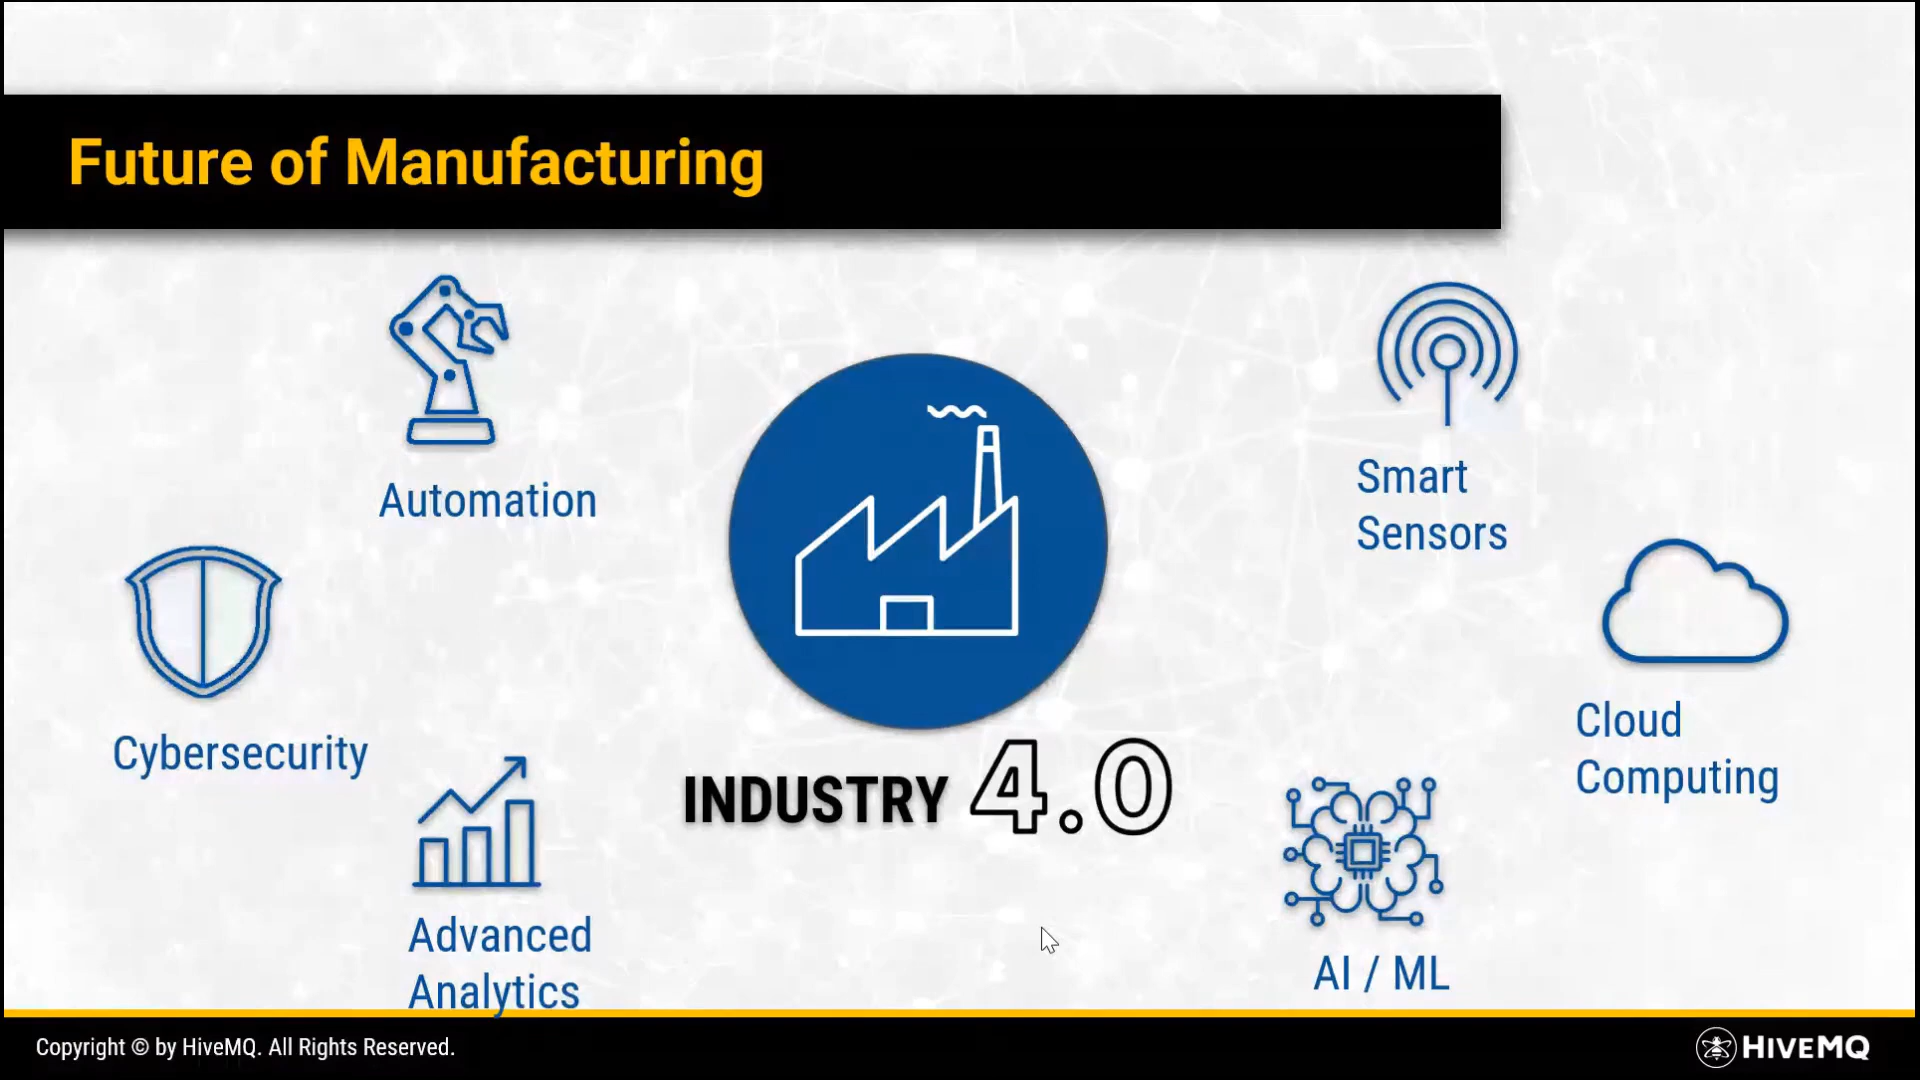 Future of Manufacturing
Automation
Smart
Sensors
Cybersecurity
Cloud
Computing
INDUSTRY 4.0
Advanced
Analytics
AI / ML
Copyright © by HiveMQ. All Rights Reserved.
HIVEMQ